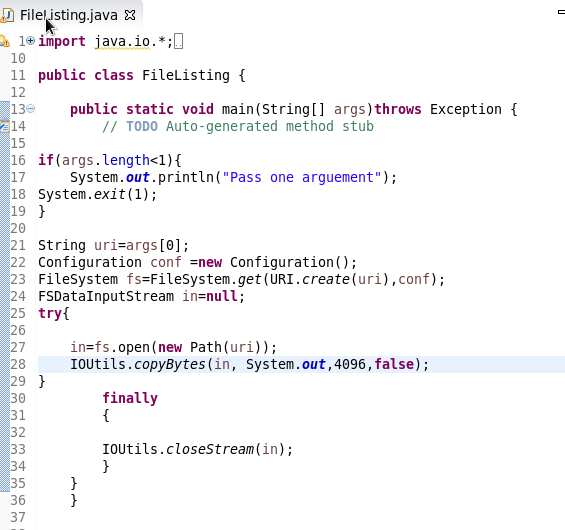 FileListing.java
1 import java.io.*;
10
11 public class FileListing {
12
13     public static void main(String[] args)throws Exception {
14         // TODO Auto-generated method stub
15
16 if(args.length<1){
17     System.out.println("Pass one arguement");
18 System.exit(1);
19 }
20
21 String uri=args[0];
22 Configuration conf =new Configuration();
23 FileSystem fs=FileSystem.get(URI.create(uri),conf);
24 FSDataInputStream in=null;
25 try{
26
27     in=fs.open(new Path(uri));
28     IOUtils.copyBytes(in, System.out,4096,false);
29 }
30         finally
31         {
32
33         IOUtils.closeStream(in);
34         }
35     }
36     }
37